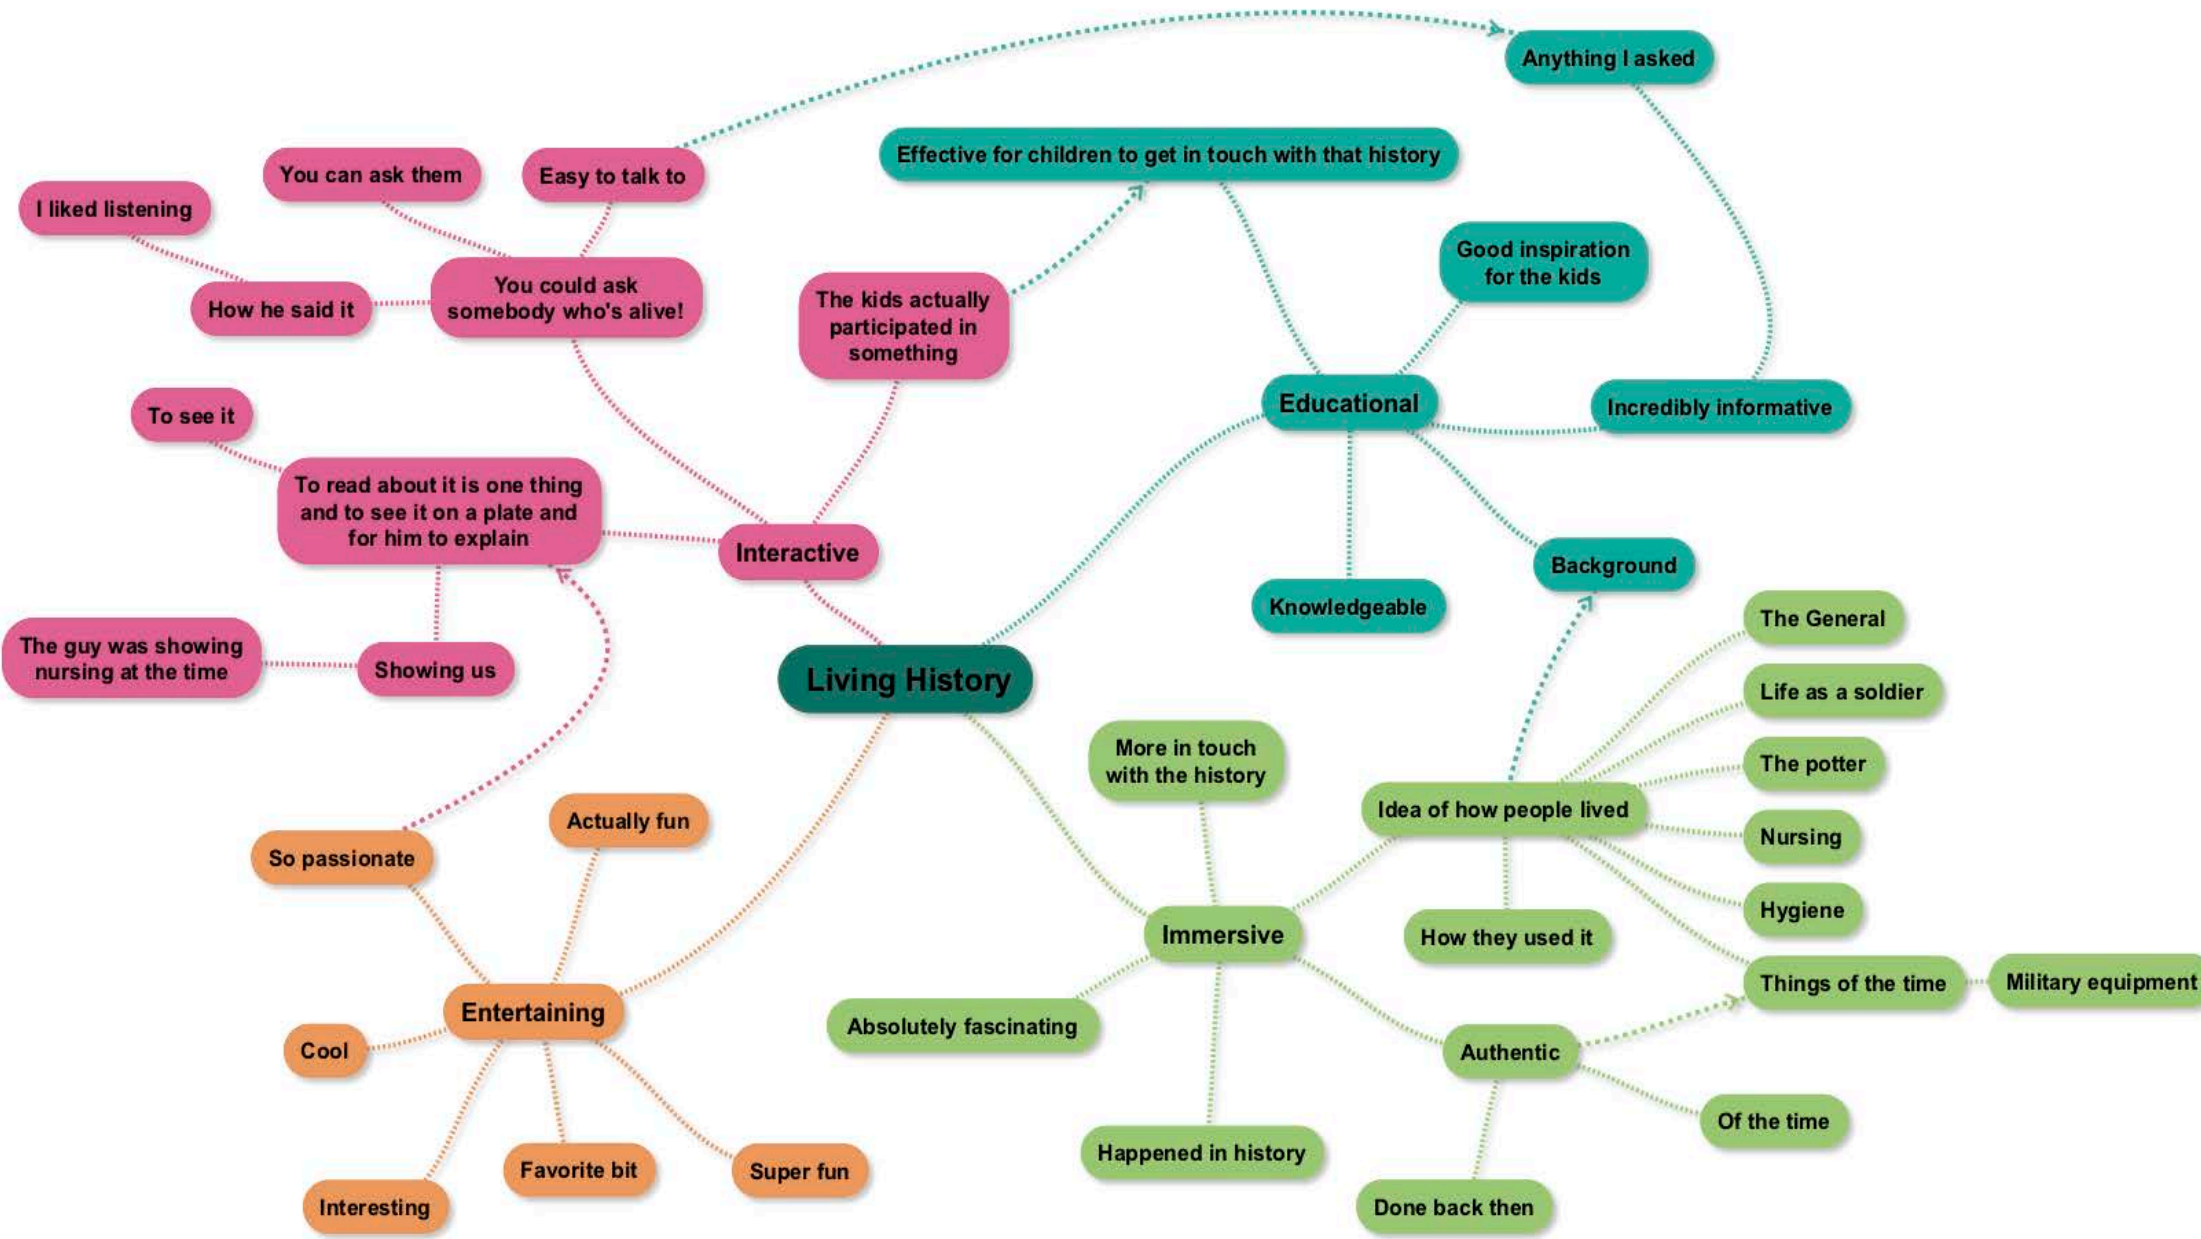 Anything I asked
Effective for children to get in touch with that history
You can ask them
Easy to talk to
I liked listening
Good inspiration
for the kids
You could ask
somebody who's alive!
How he said it
The kids actually
participated in
something
Educational
Incredibly informative
To see it
To read about it is one thing
and to see it on a plate and
for him to explain
Interactive
Background
Knowledgeable
The General
The guy was showing
nursing at the time
Showing us
Living History
Life as a soldier
More in touch
with the history
The potter
Idea of how people lived
Actually fun
So passionate
Nursing
Hygiene
How they used it
Immersive
Things of the time
Military equipment
Entertaining
Absolutely fascinating
Cool
Authentic
Of the time
Happened in history
Favorite bit
Super fun
Interesting
Done back then